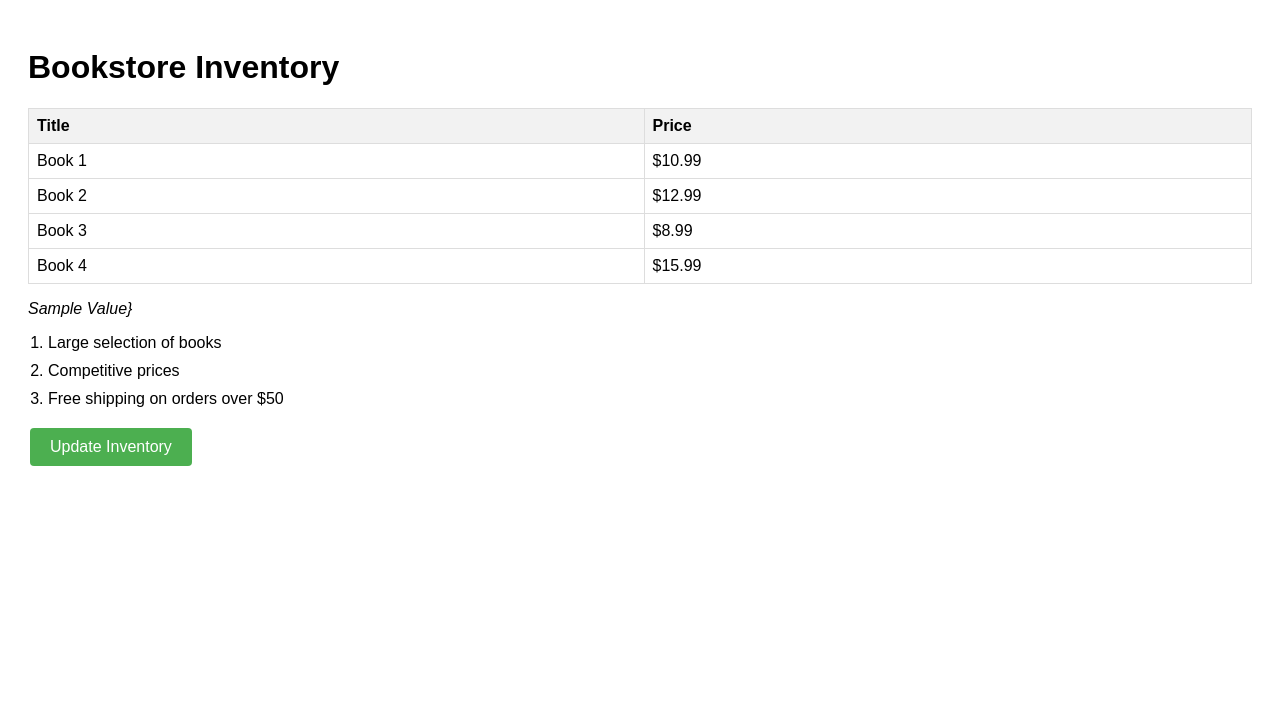 Bookstore Inventory
Title Price
Book 1 $10.99
Book 2 $12.99
Book 3 $8.99
Book 4 $15.99
Sample Value}
1. Large selection of books
2. Competitive prices
3. Free shipping on orders over $50
Update Inventory